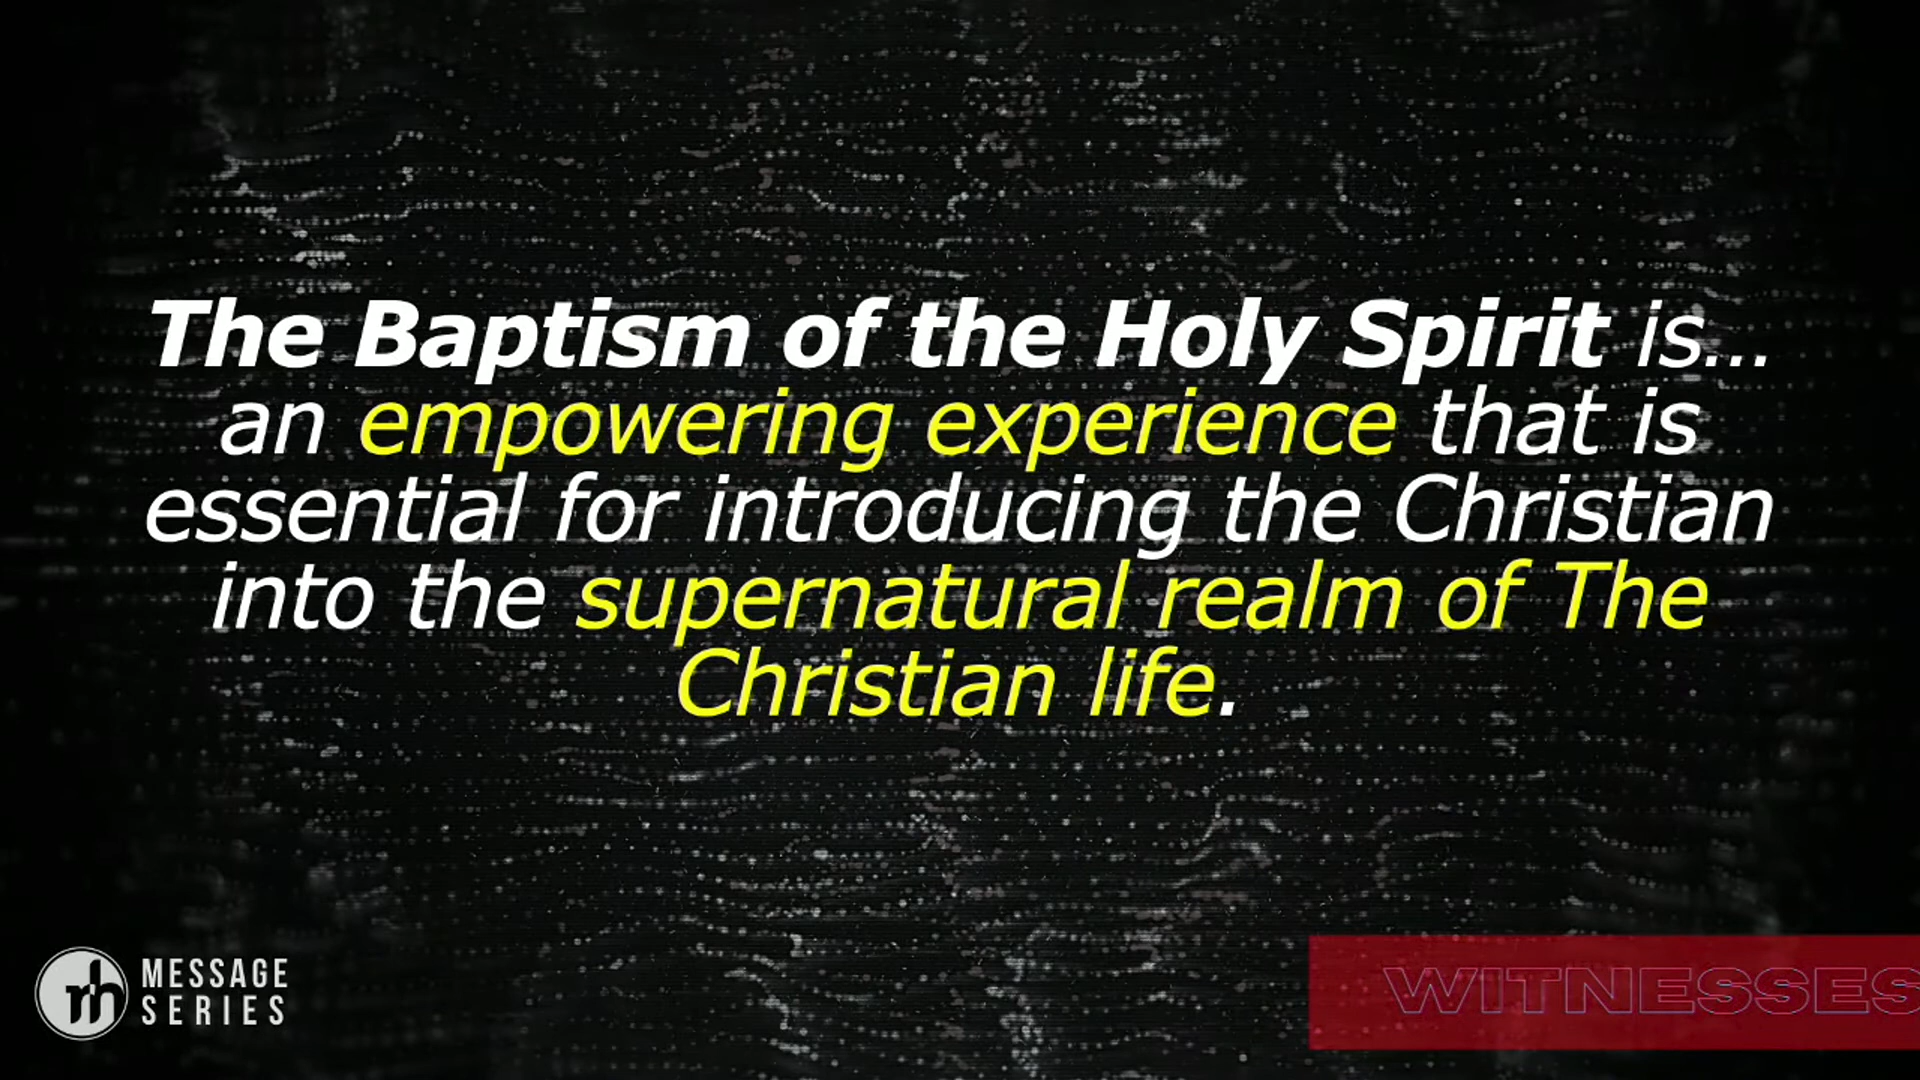 The Baptism of the Holy Spirit is...
an empowering experience that is
essential for introducing the Christian
into the supernatural realm of The
Christian life.
rh
MESSAGE
SERIES
WITNESSES